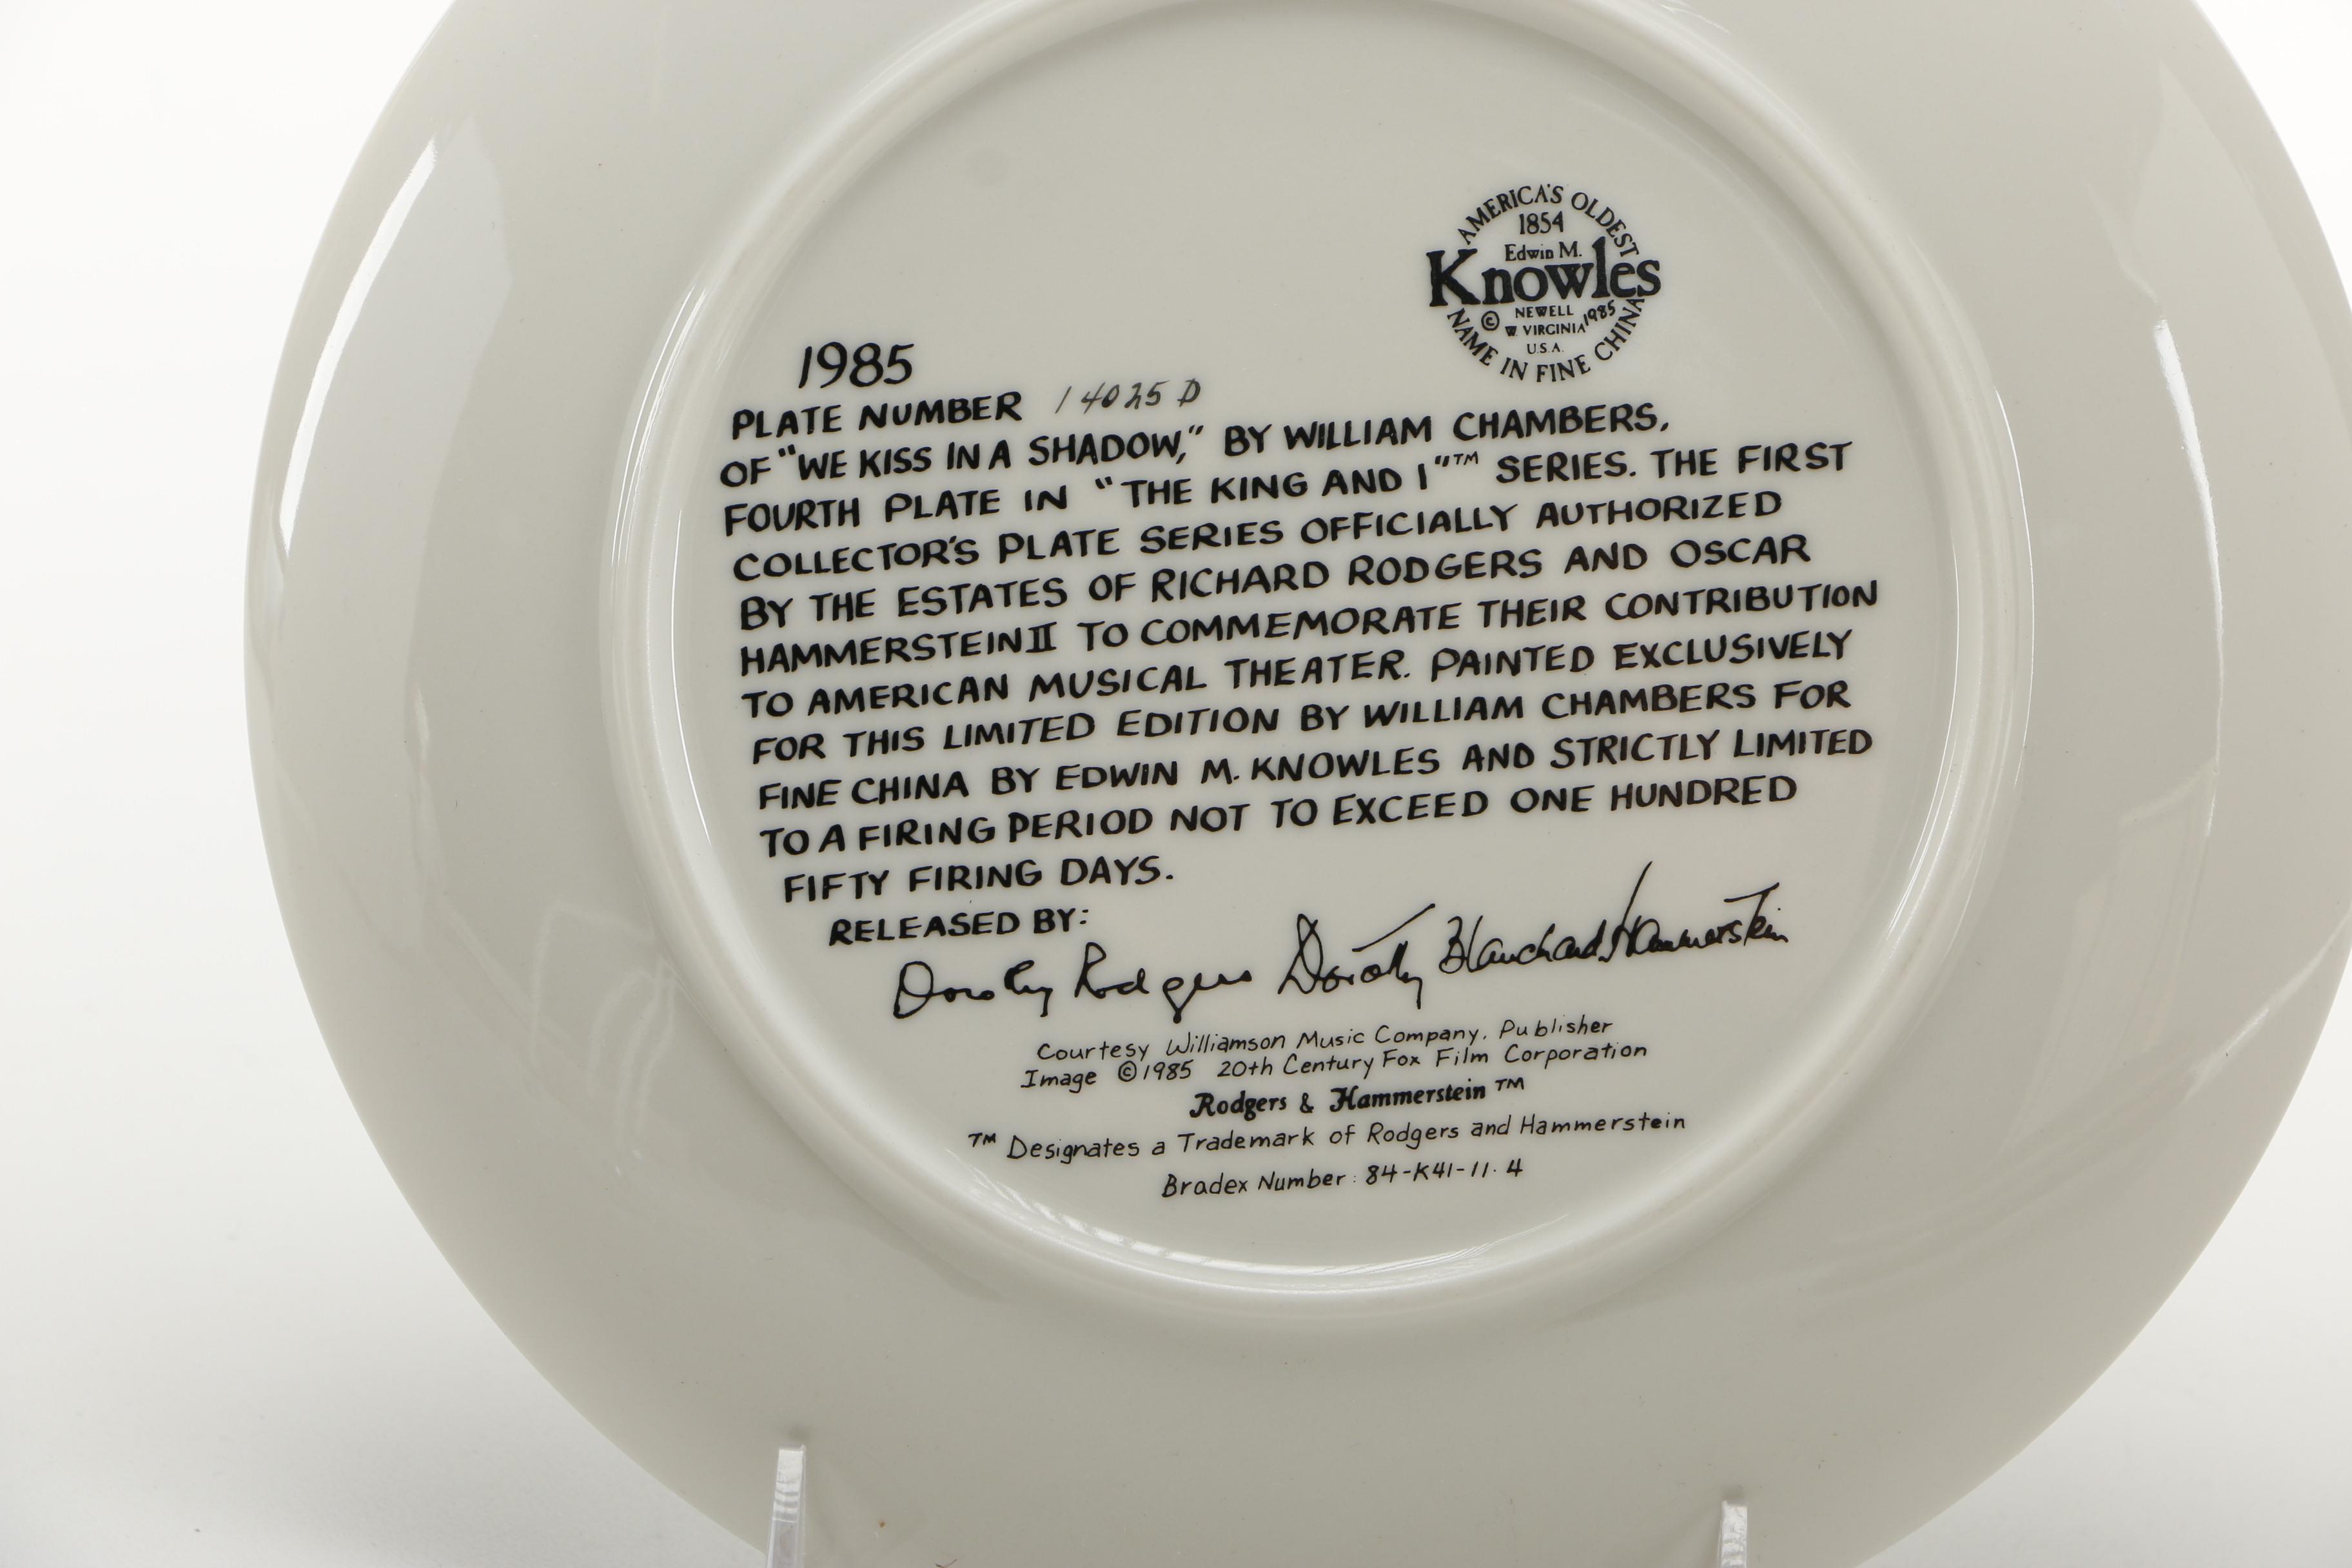 AMERICA'S OLDEST
1854
Edwin M.
Knowles
© NEWELL
W VIRGINIA 1985
U.S.A.
NAME IN FINE CHINA
1985
PLATE NUMBER 14025 D
OF "WE KISS IN A SHADOW," BY WILLIAM CHAMBERS,
FOURTH PLATE IN "THE KING AND I"™ SERIES. THE FIRST
COLLECTOR'S PLATE SERIES OFFICIALLY AUTHORIZED
BY THE ESTATES OF RICHARD RODGERS AND OSCAR
HAMMERSTEIN II TO COMMEMORATE THEIR CONTRIBUTION
TO AMERICAN MUSICAL THEATER. PAINTED EXCLUSIVELY
FOR THIS LIMITED EDITION BY WILLIAM CHAMBERS FOR
FINE CHINA BY EDWIN M. KNOWLES AND STRICTLY LIMITED
TO A FIRING PERIOD NOT TO EXCEED ONE HUNDRED
FIFTY FIRING DAYS.
RELEASED BY:
Dorothy Rodgers Dorothy Blanchard Hammerstein
Courtesy Williamson Music Company, Publisher
Image ©1985 20th Century Fox Film Corporation
Rodgers & Hammerstein ™
™ Designates a Trademark of Rodgers and Hammerstein
Bradex Number: 84-K41-11.4